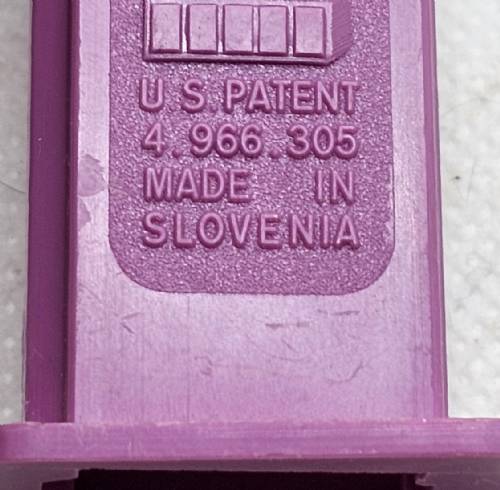 U S.PATENT
4.966.305
MADE IN
SLOVENIA